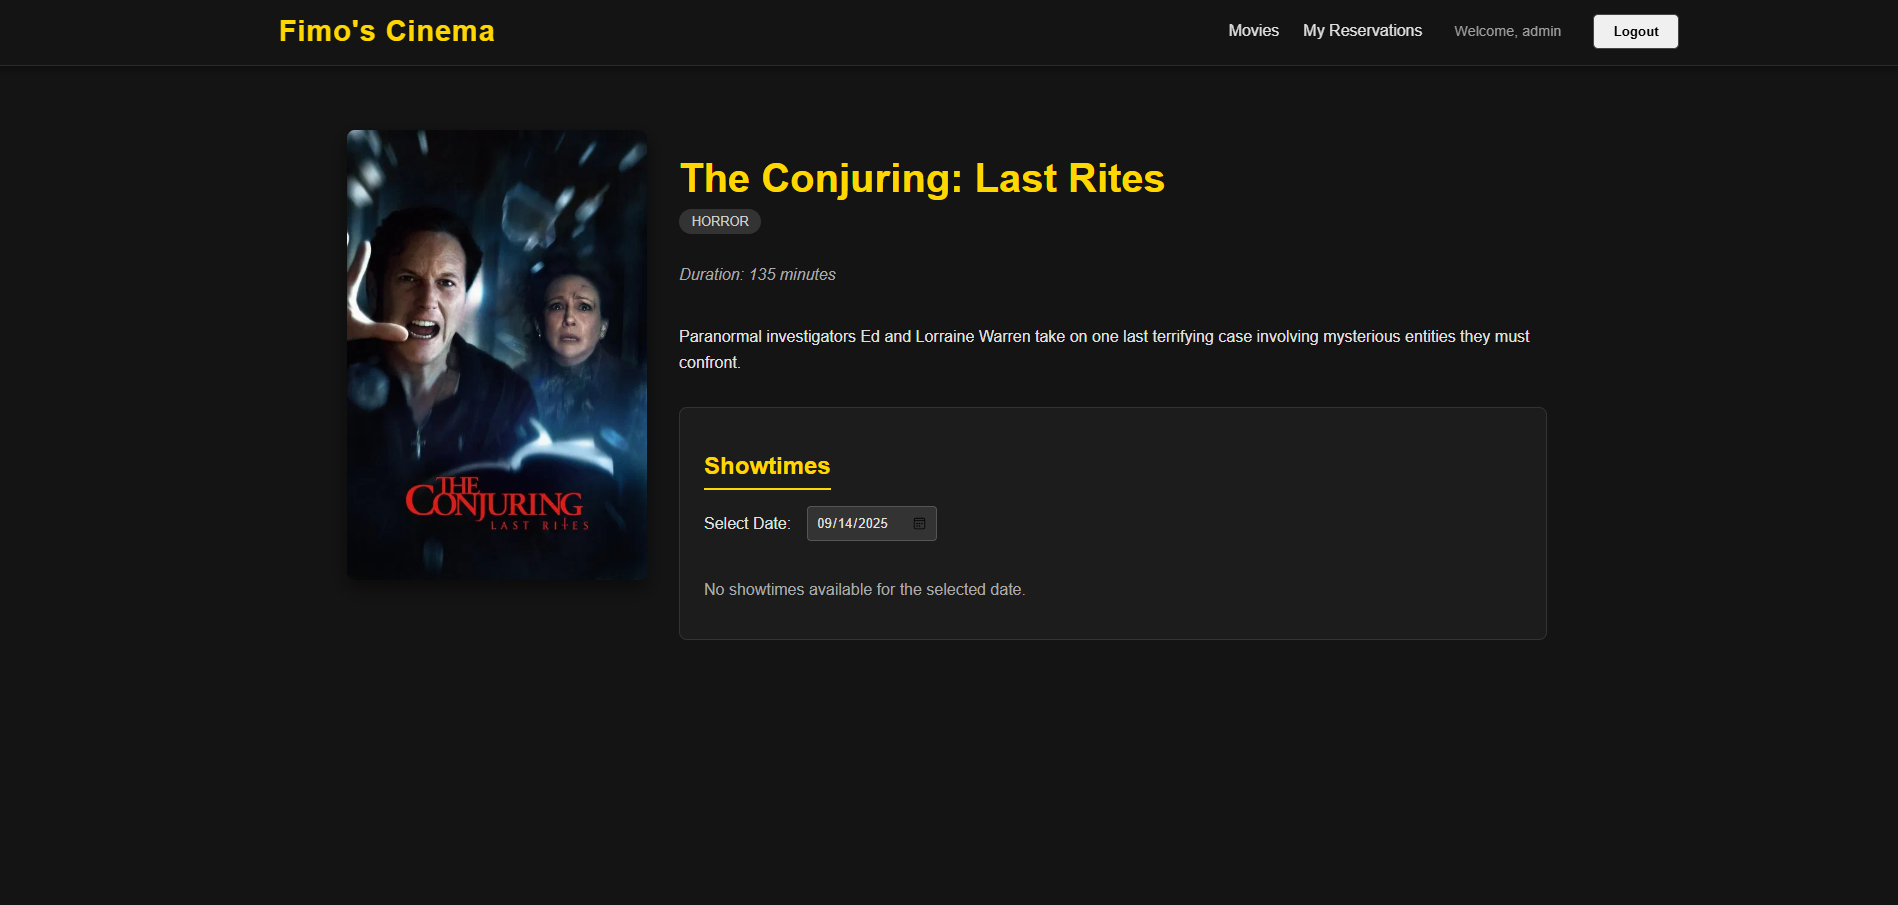 Fimo's Cinema
Movies
My Reservations
Welcome, admin
Logout
The Conjuring: Last Rites
HORROR
Duration: 135 minutes
Paranormal investigators Ed and Lorraine Warren take on one last terrifying case involving mysterious entities they must
confront.
THE
CONJURING
LAST RITES
Showtimes
Select Date:
09/14/2025
No showtimes available for the selected date.